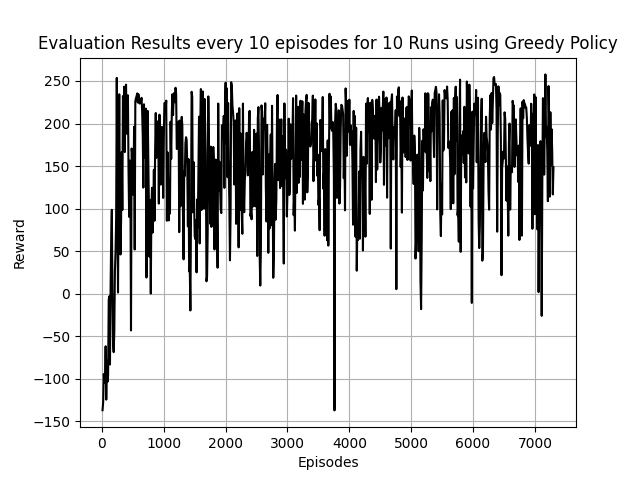 Evaluation Results every 10 episodes for 10 Runs using Greedy Policy
250
200
150
100
50
0
−50
−100
−150
Reward
0 1000 2000 3000 4000 5000 6000 7000
Episodes